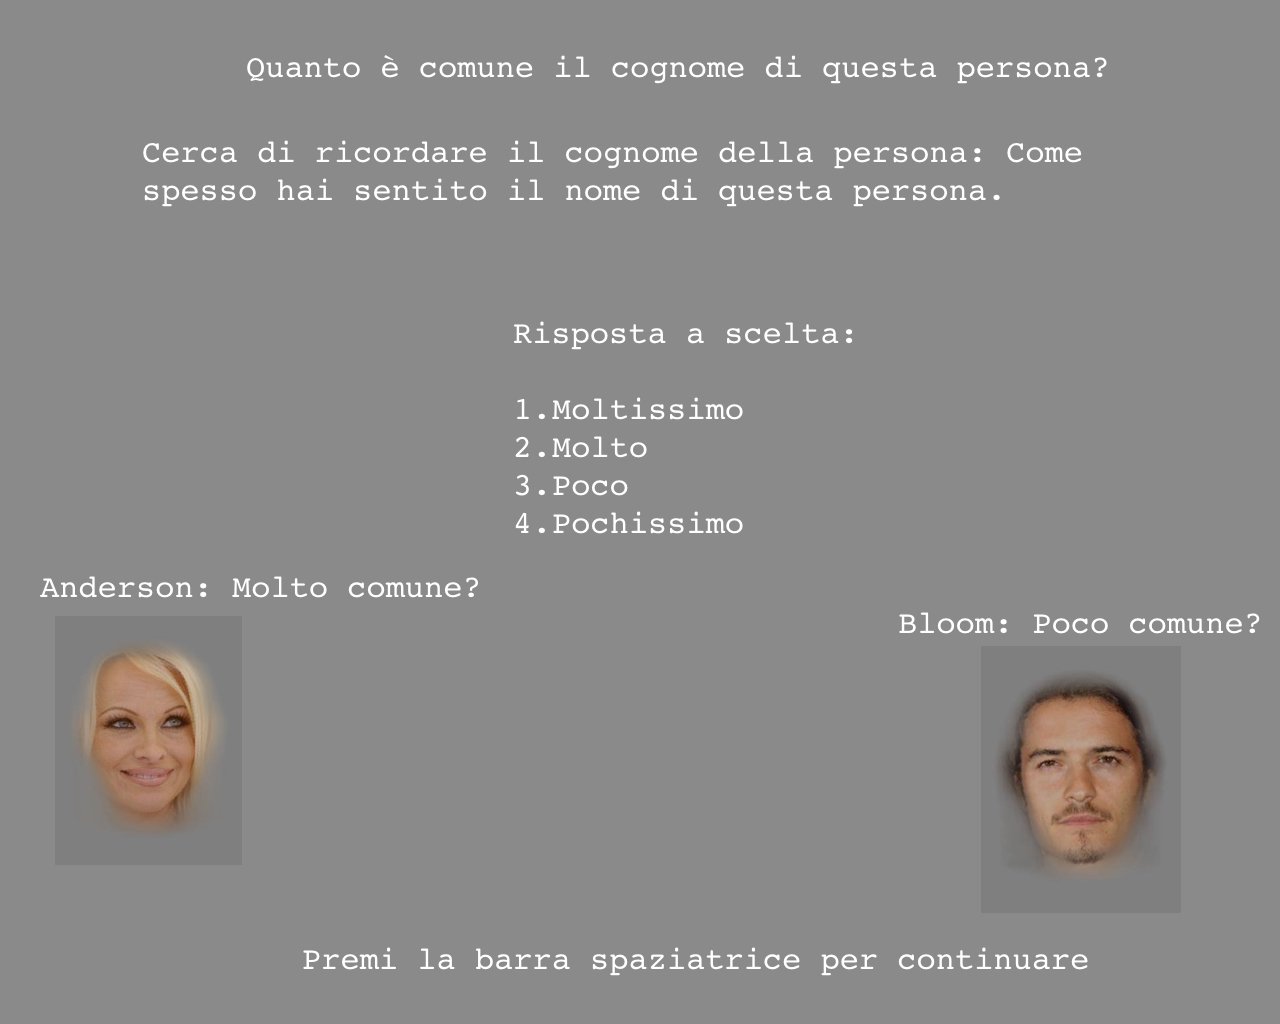 Quanto è comune il cognome di questa persona?
Cerca di ricordare il cognome della persona: Come
spesso hai sentito il nome di questa persona.
Risposta a scelta:
1.Moltissimo
2.Molto
3.Poco
4.Pochissimo
Anderson: Molto comune?
Bloom: Poco comune?
Premi la barra spaziatrice per continuare